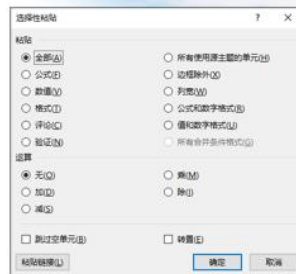 选择性粘贴 ? ×
粘贴
全部(A) 所有使用源主题的单元(H)
公式(F) 边框除外(X)
数值(V) 列宽(W)
格式(T) 公式和数字格式(R)
评论(C) 值和数字格式(U)
验证(N) 所有合并条件格式(G)
运算
无(O) 乘(M)
加(D) 除(I)
减(S)
跳过空单元(B) 转置(E)
粘贴链接(L) 确定 取消